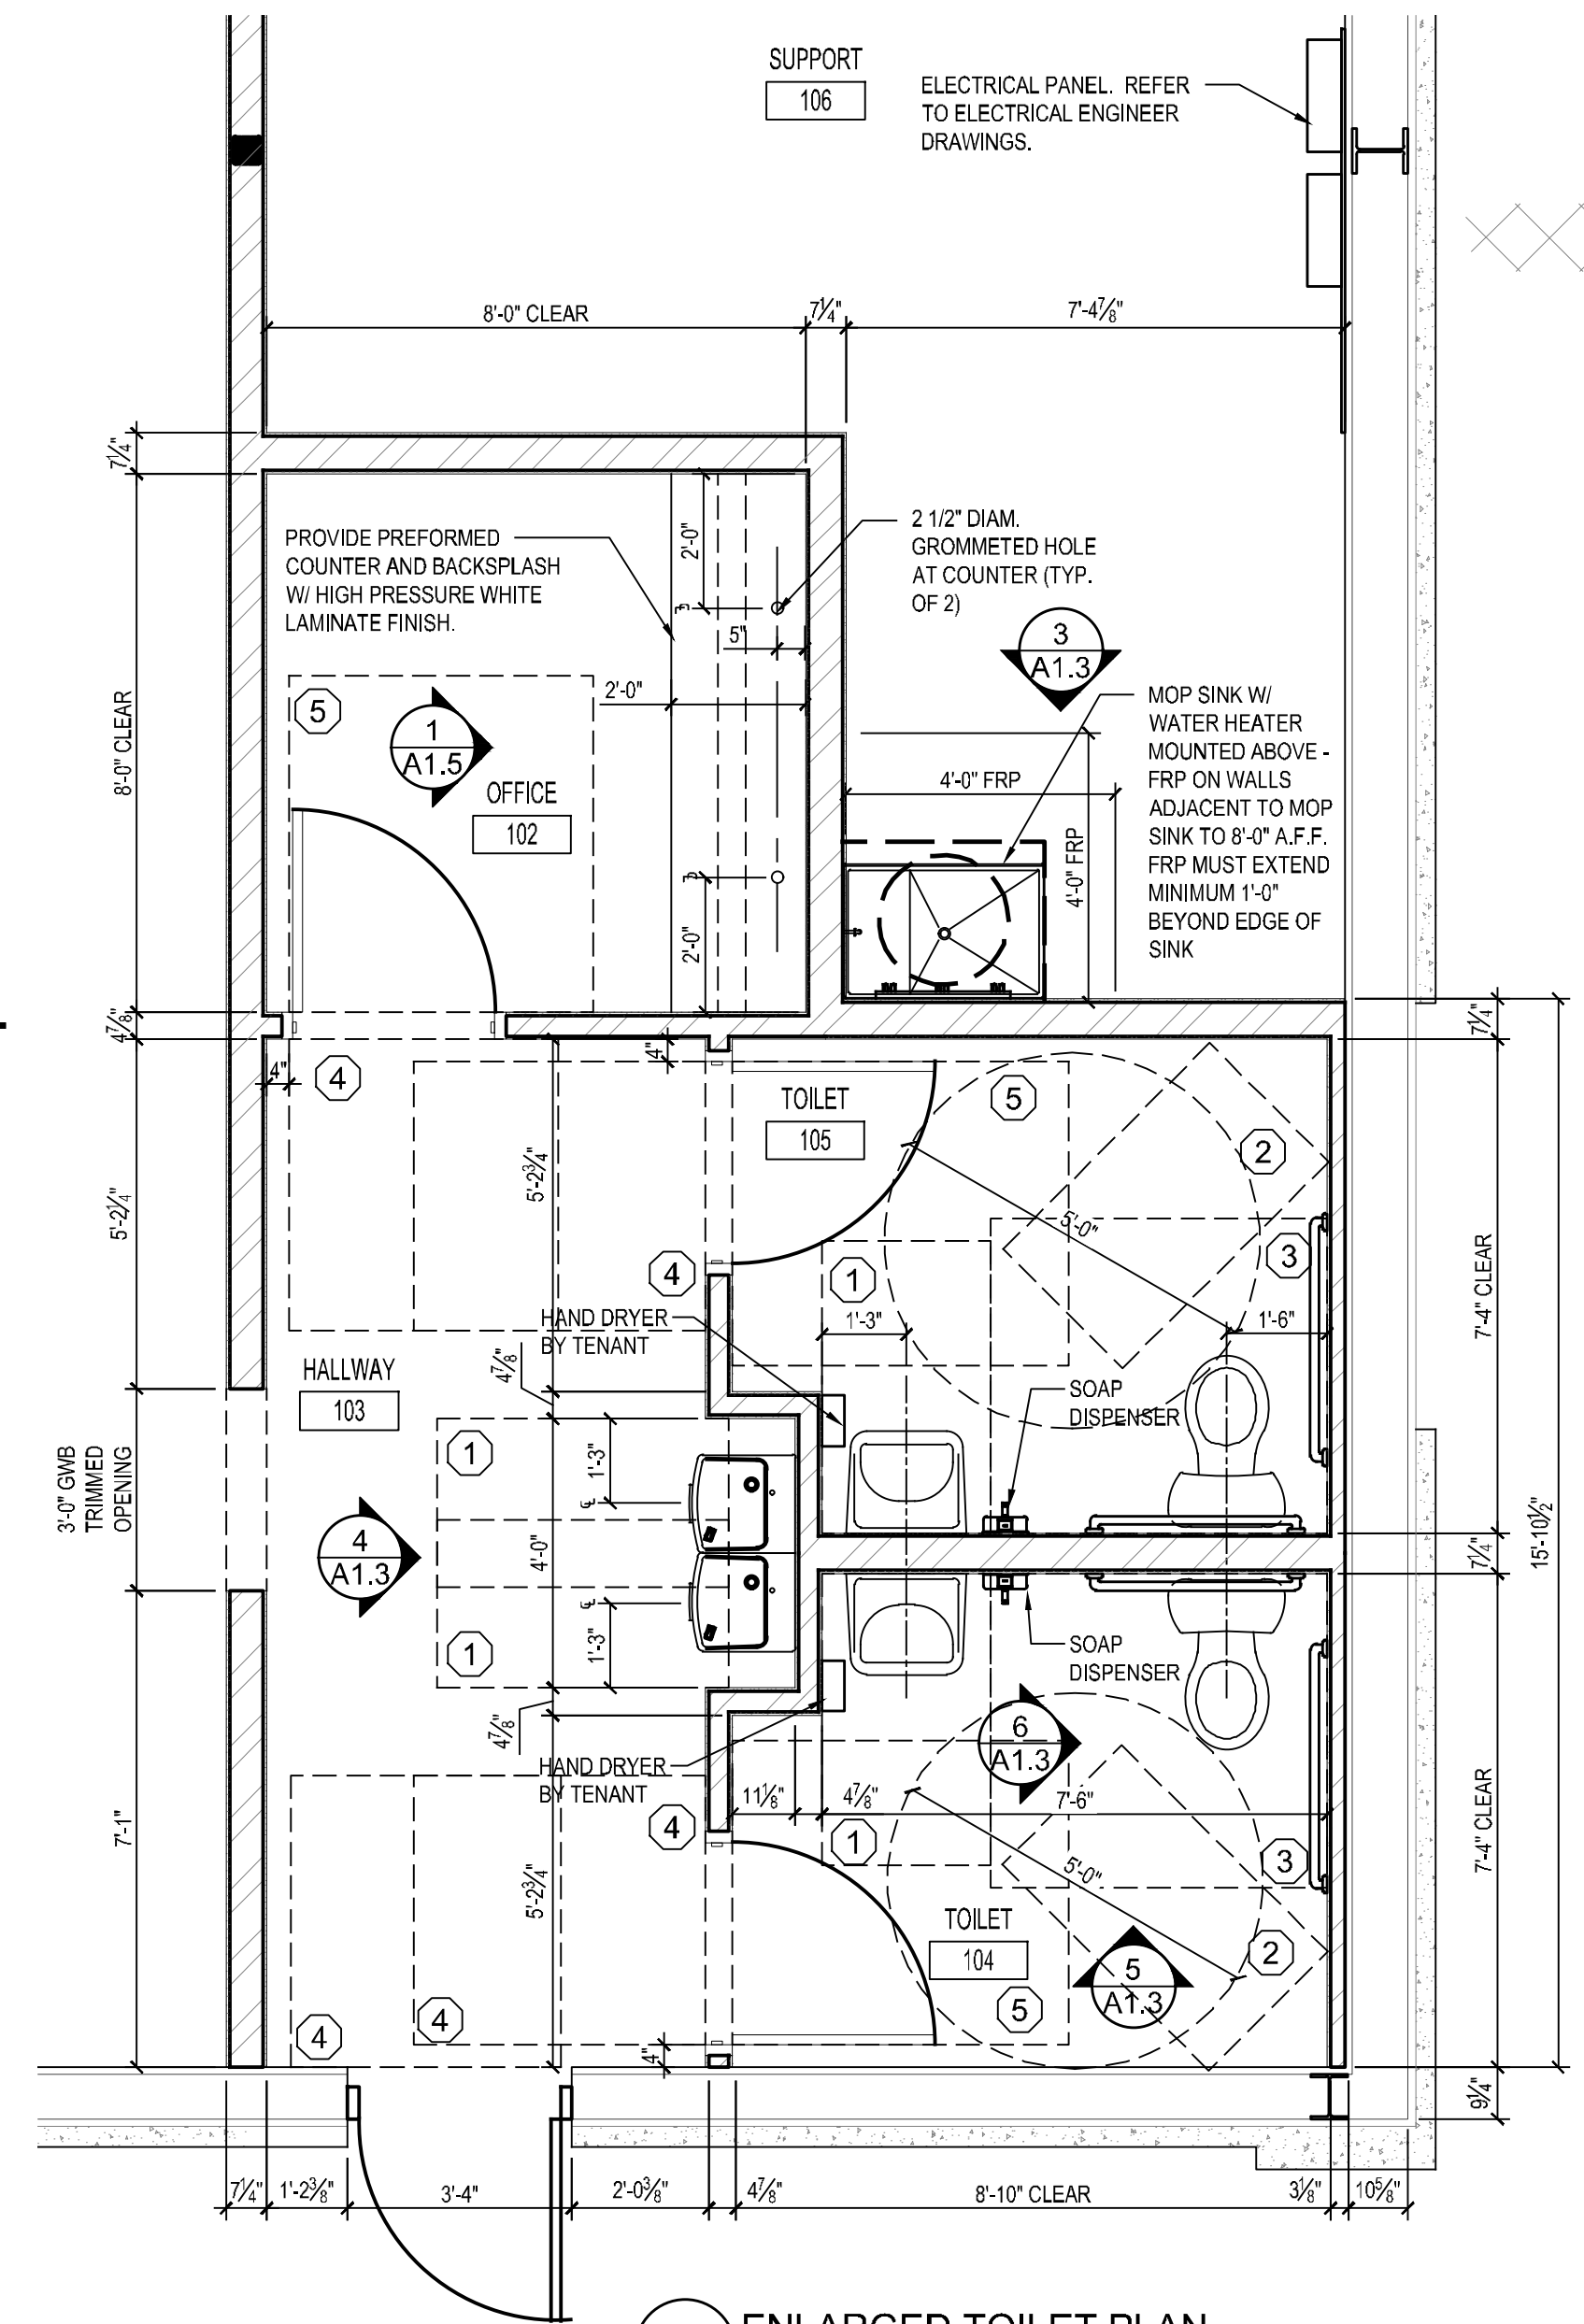 SUPPORT
106
ELECTRICAL PANEL.  REFER
TO ELECTRICAL ENGINEER
DRAWINGS.
8'-0" CLEAR
7¼"
7'-4⅞"
7¼"
PROVIDE PREFORMED
COUNTER AND BACKSPLASH
W/ HIGH PRESSURE WHITE
LAMINATE FINISH.
2'-0"
2 1/2" DIAM.
GROMMETED HOLE
AT COUNTER (TYP.
OF 2)
5"
2'-0"
3
A1.3
5
1
A1.5
8'-0" CLEAR
OFFICE
102
MOP SINK W/
WATER HEATER
MOUNTED ABOVE -
FRP ON WALLS
ADJACENT TO MOP
SINK TO 8'-0" A.F.F.
FRP MUST EXTEND
MINIMUM 1'-0"
BEYOND EDGE OF
SINK
4'-0" FRP
4'-0" FRP
2'-0"
4⅞"
7¼"
4"
4
4"
TOILET
105
5
2
5'-2¼"
5'-2¾"
5'-0"
3
4
1
7'-4" CLEAR
HAND DRYER
BY TENANT
1'-3"
1'-6"
4⅞"
HALLWAY
103
SOAP
DISPENSER
3'-0" GWB
TRIMMED
OPENING
1
1'-3"
4
A1.3
4'-0"
7¼"
15'-10½"
1
1'-3"
SOAP
DISPENSER
4⅞"
6
A1.3
HAND DRYER
BY TENANT
11⅛"
4⅞"
7'-6"
7'-1"
4
1
5'-0"
3
7'-4" CLEAR
5'-2¾"
TOILET
104
2
5
A1.3
5
4
4
4"
9¼"
7¼"
1'-2⅜"
3'-4"
2'-0⅜"
4⅞"
8'-10" CLEAR
3⅛"
10⅝"
ENLARGED TOILET PLAN